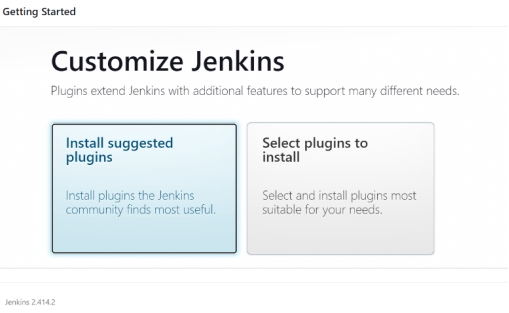 Getting Started
Customize Jenkins
Plugins extend Jenkins with additional features to support many different needs.
Install suggested
plugins
Install plugins the Jenkins
community finds most useful.
Select plugins to
install
Select and install plugins most
suitable for your needs.
Jenkins 2.414.2